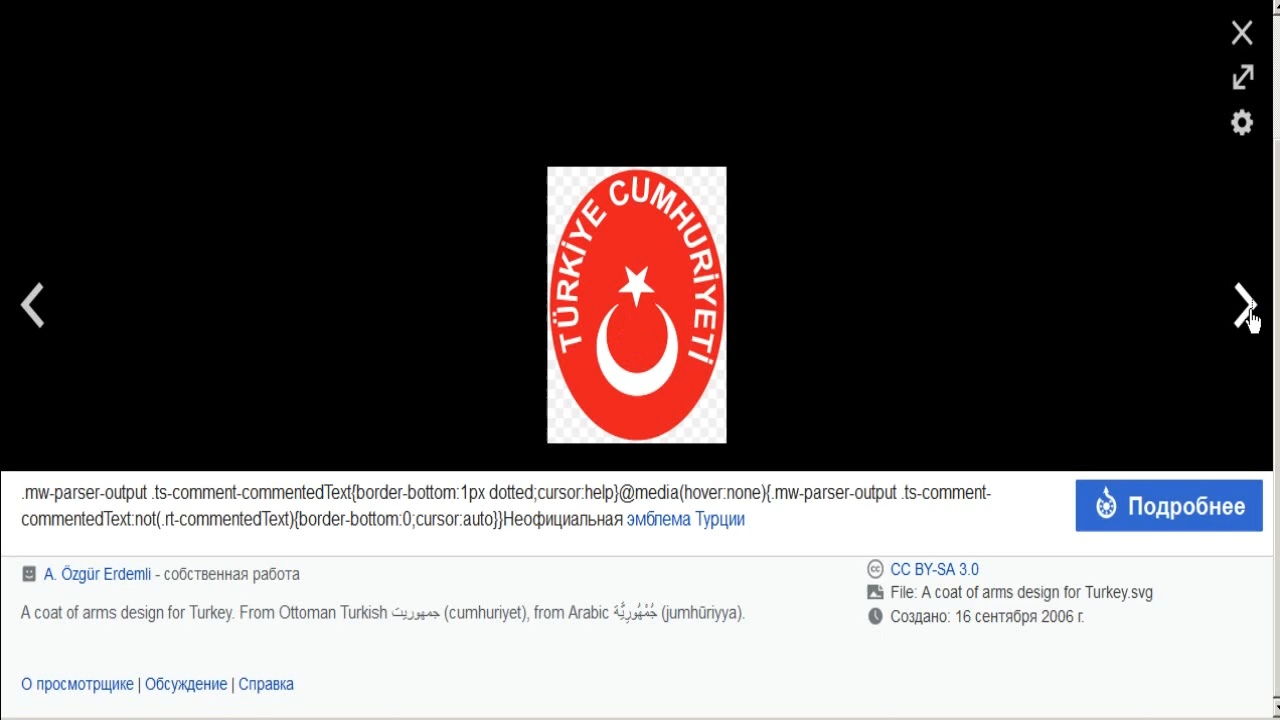 TÜRKİYE CUMHURİYETİ
.mw-parser-output .ts-comment-commentedText{border-bottom:1px dotted;cursor:help}@media(hover:none){.mw-parser-output .ts-comment-
commentedText:not(.rt-commentedText){border-bottom:0;cursor:auto}}Неофициальная эмблема Турции
Подробнее
A. Özgür Erdemli - собственная работа
A coat of arms design for Turkey. From Ottoman Turkish جمهوريت (cumhuriyet), from Arabic جُمْهُورِيَّة (jumhūriyya).
cc CC BY-SA 3.0
File: A coat of arms design for Turkey.svg
Создано: 16 сентября 2006 г.
О просмотрщике | Обсуждение | Справка